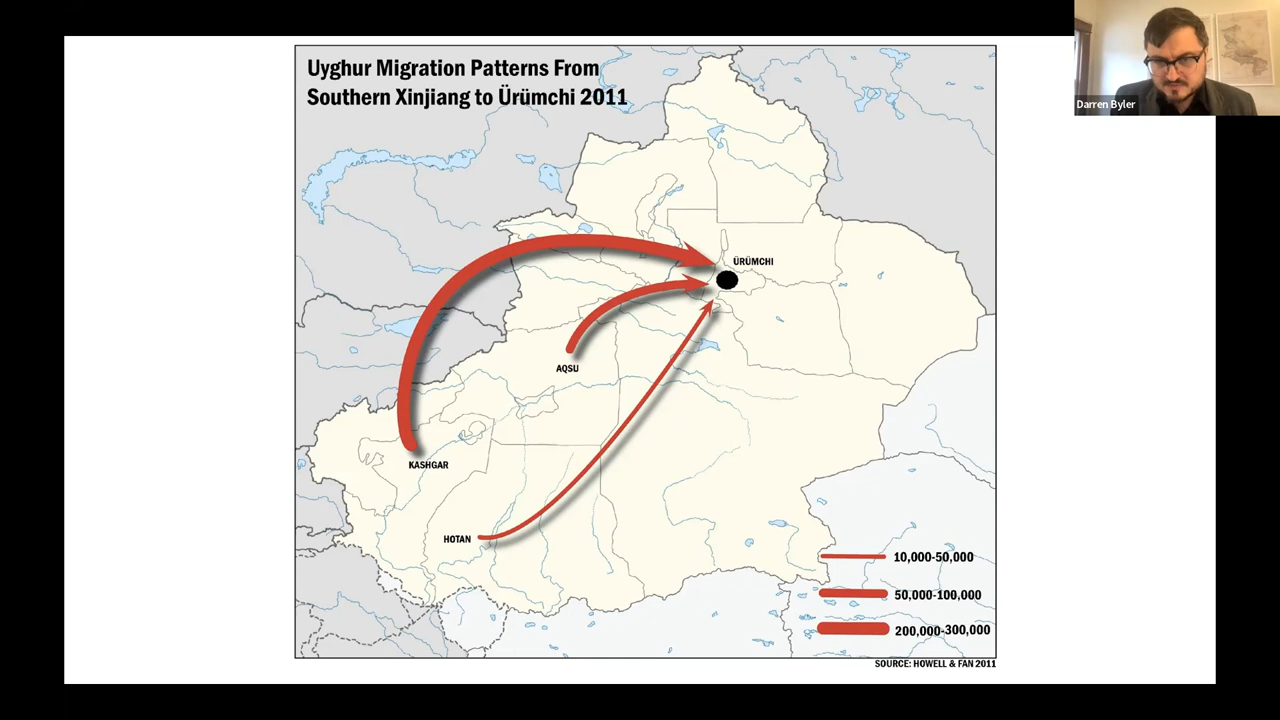 Uyghur Migration Patterns From
Southern Xinjiang to Ürümchi 2011
Darren Byler
ÜRÜMCHI
AQSU
KASHGAR
HOTAN
10,000-50,000
50,000-100,000
200,000-300,000
SOURCE: HOWELL & FAN 2011